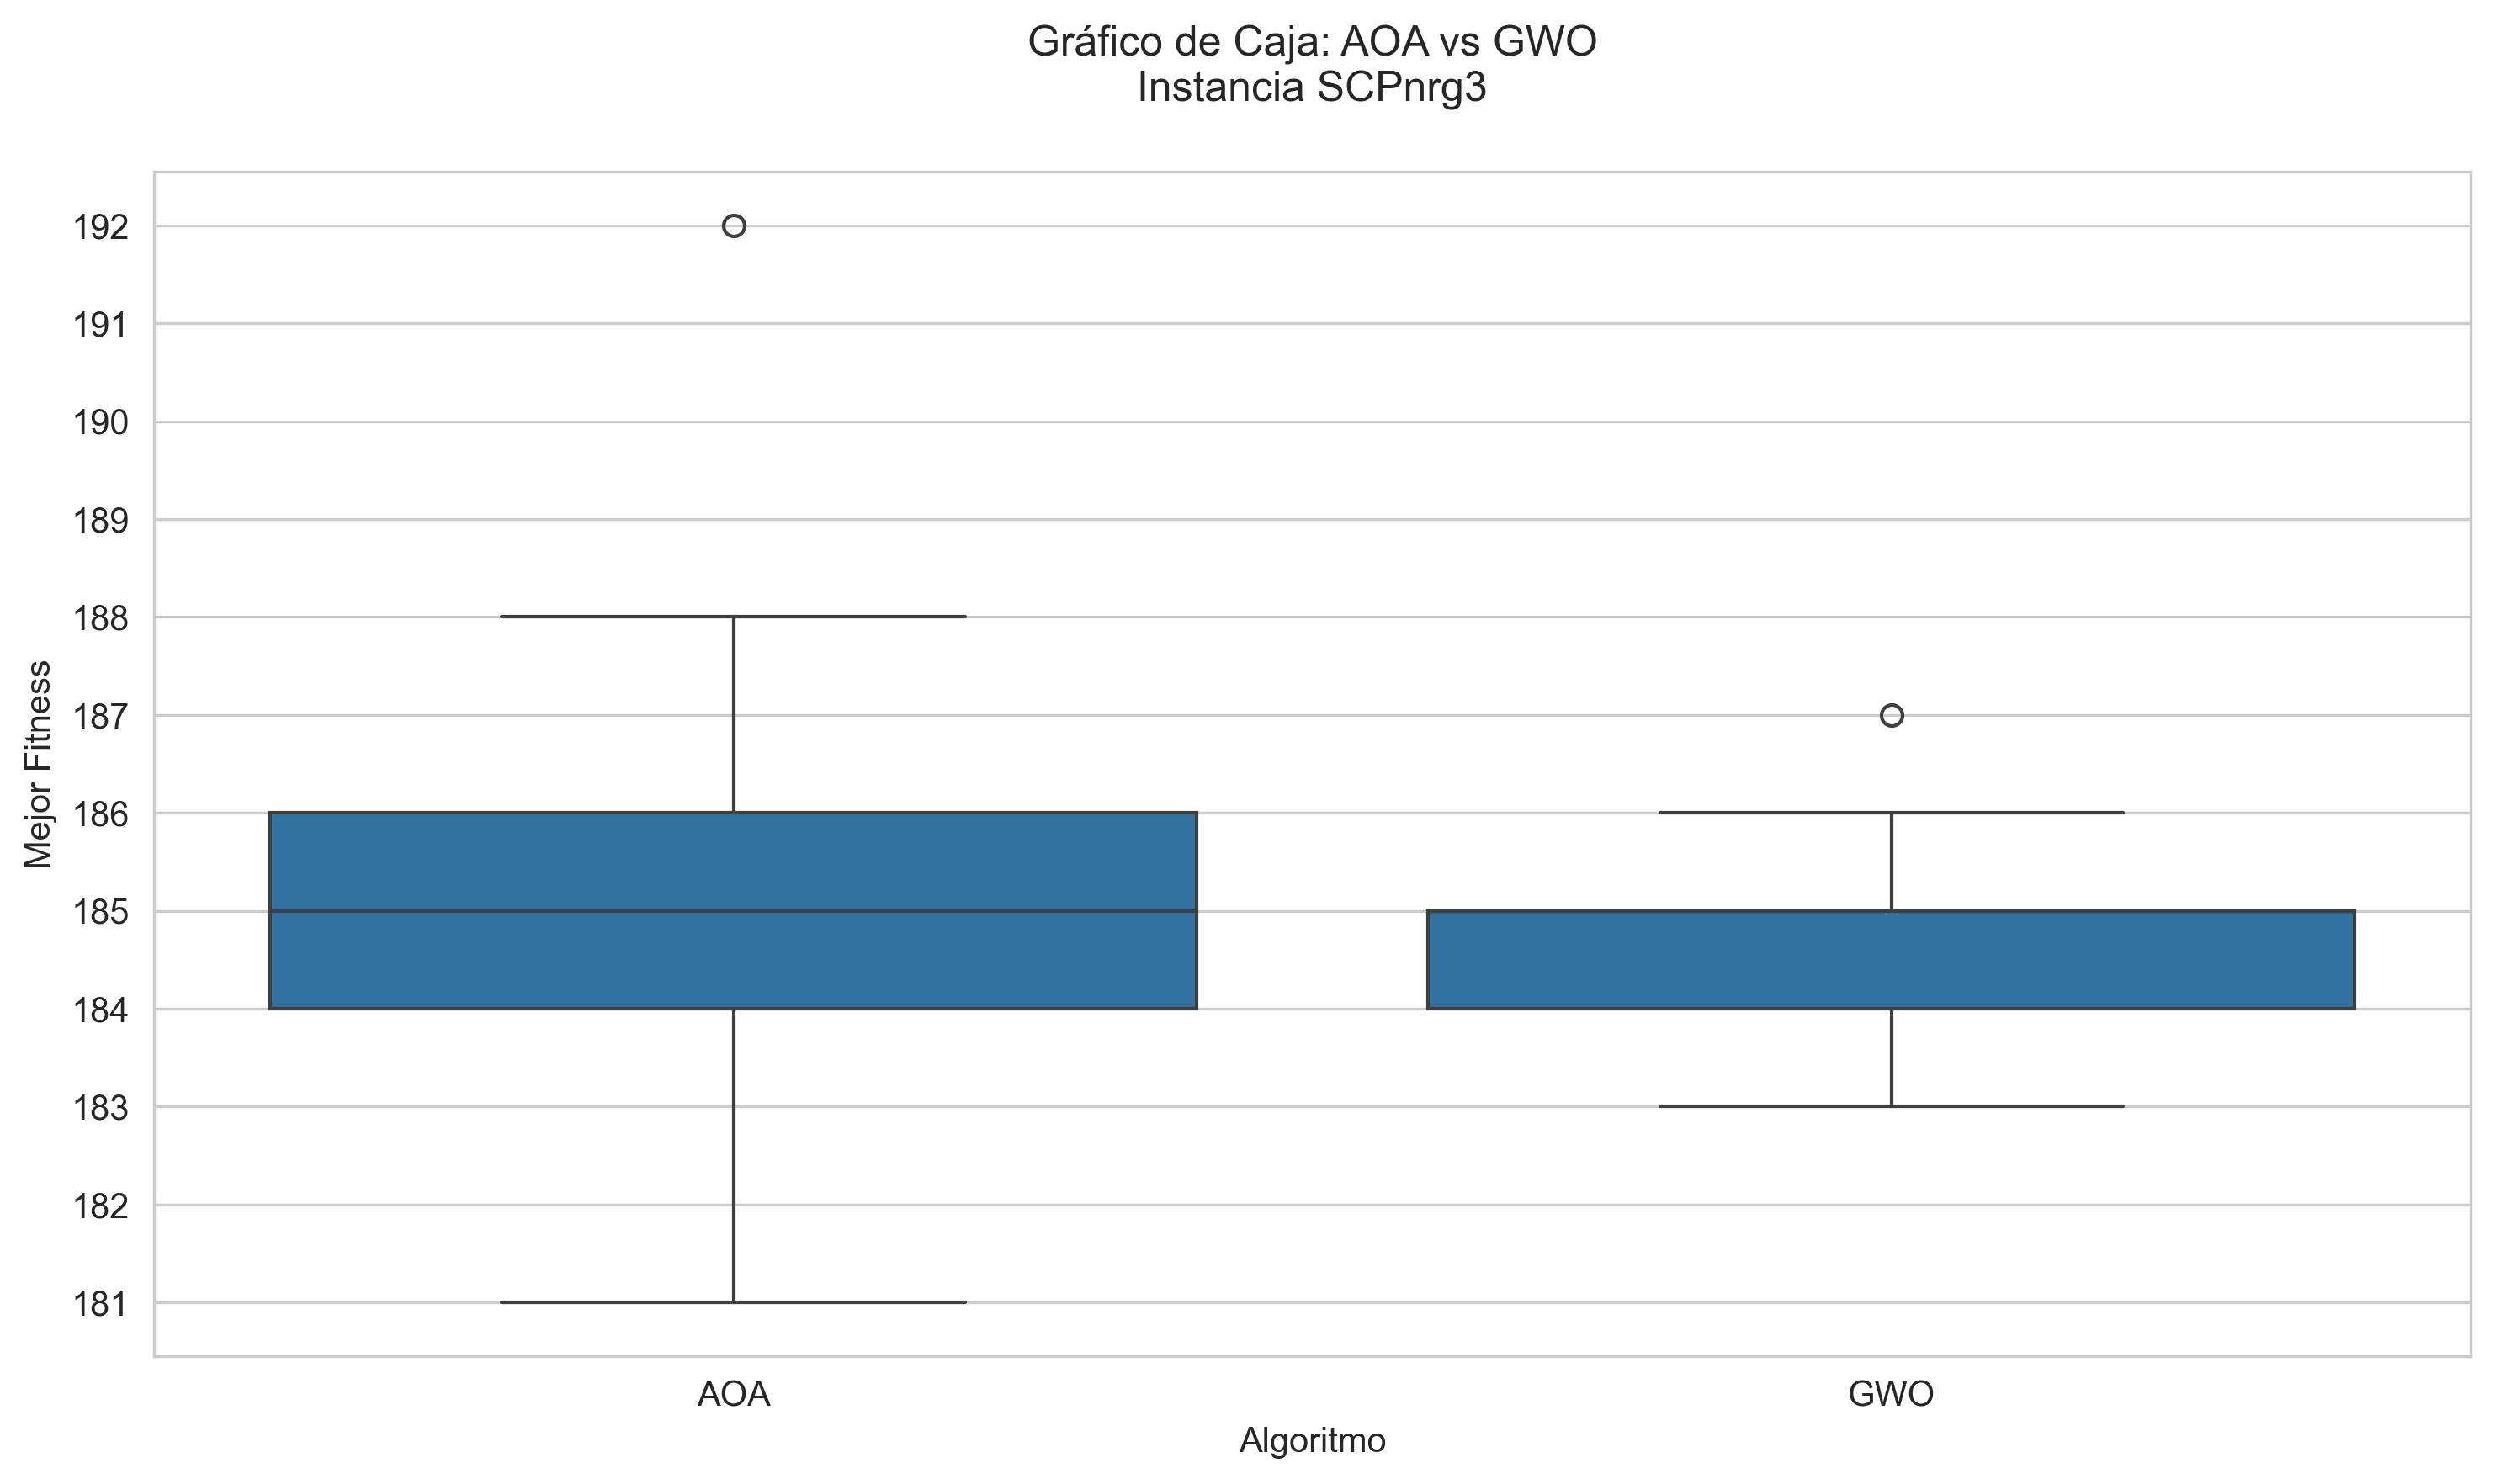 Gráfico de Caja: AOA vs GWO
Instancia SCPnrg3
192
191
190
189
188
187
186
185
184
183
182
181
Mejor Fitness
AOA
GWO
Algoritmo